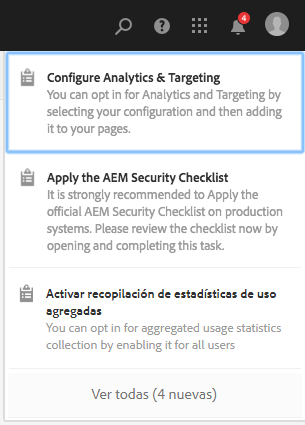 4
Configure Analytics & Targeting
You can opt in for Analytics and Targeting by
selecting your configuration and then adding
it to your pages.
Apply the AEM Security Checklist
It is strongly recommended to Apply the
official AEM Security Checklist on production
systems. Please review the checklist now by
opening and completing this task.
Activar recopilación de estadísticas de uso
agregadas
You can opt in for aggregated usage statistics
collection by enabling it for all users
Ver todas (4 nuevas)